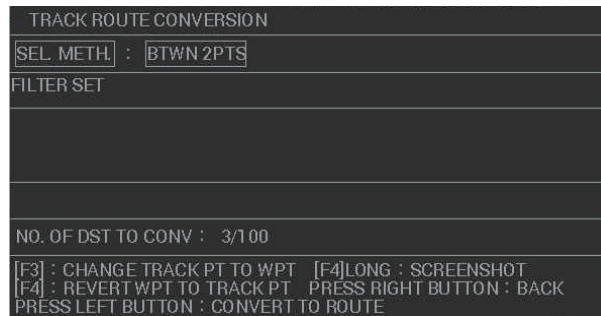 TRACK ROUTE CONVERSION
SEL. METH. : BTWN 2PTS
FILTER SET
NO. OF DST TO CONV : 3/100
[F3] : CHANGE TRACK PT TO WPT [F4]LONG : SCREENSHOT
[F4] : REVERT WPT TO TRACK PT PRESS RIGHT BUTTON : BACK
PRESS LEFT BUTTON : CONVERT TO ROUTE